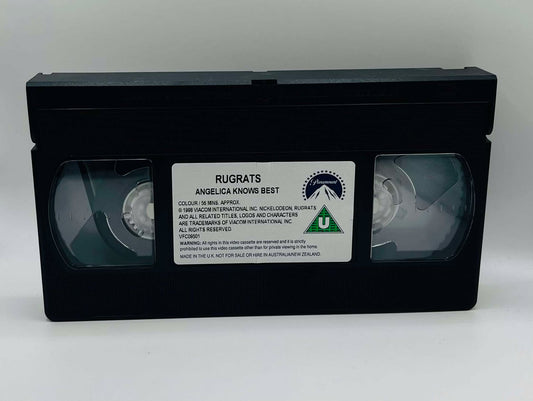 RUGRATS
ANGELICA KNOWS BEST
COLOUR / 56 MINS. APPROX.
© 1998 VIACOM INTERNATIONAL INC. NICKELODEON, RUGRATS,
AND ALL RELATED TITLES, LOGOS AND CHARACTERS
ARE TRADEMARKS OF VIACOM INTERNATIONAL INC.
ALL RIGHTS RESERVED.
VFC09501
WARNING: All rights in this video cassette are reserved and it is strictly
prohibited to use this video cassette other than for private viewing in the home.
MADE IN THE U.K. NOT FOR SALE OR HIRE IN AUSTRALIA/NEW ZEALAND.
Paramount
U